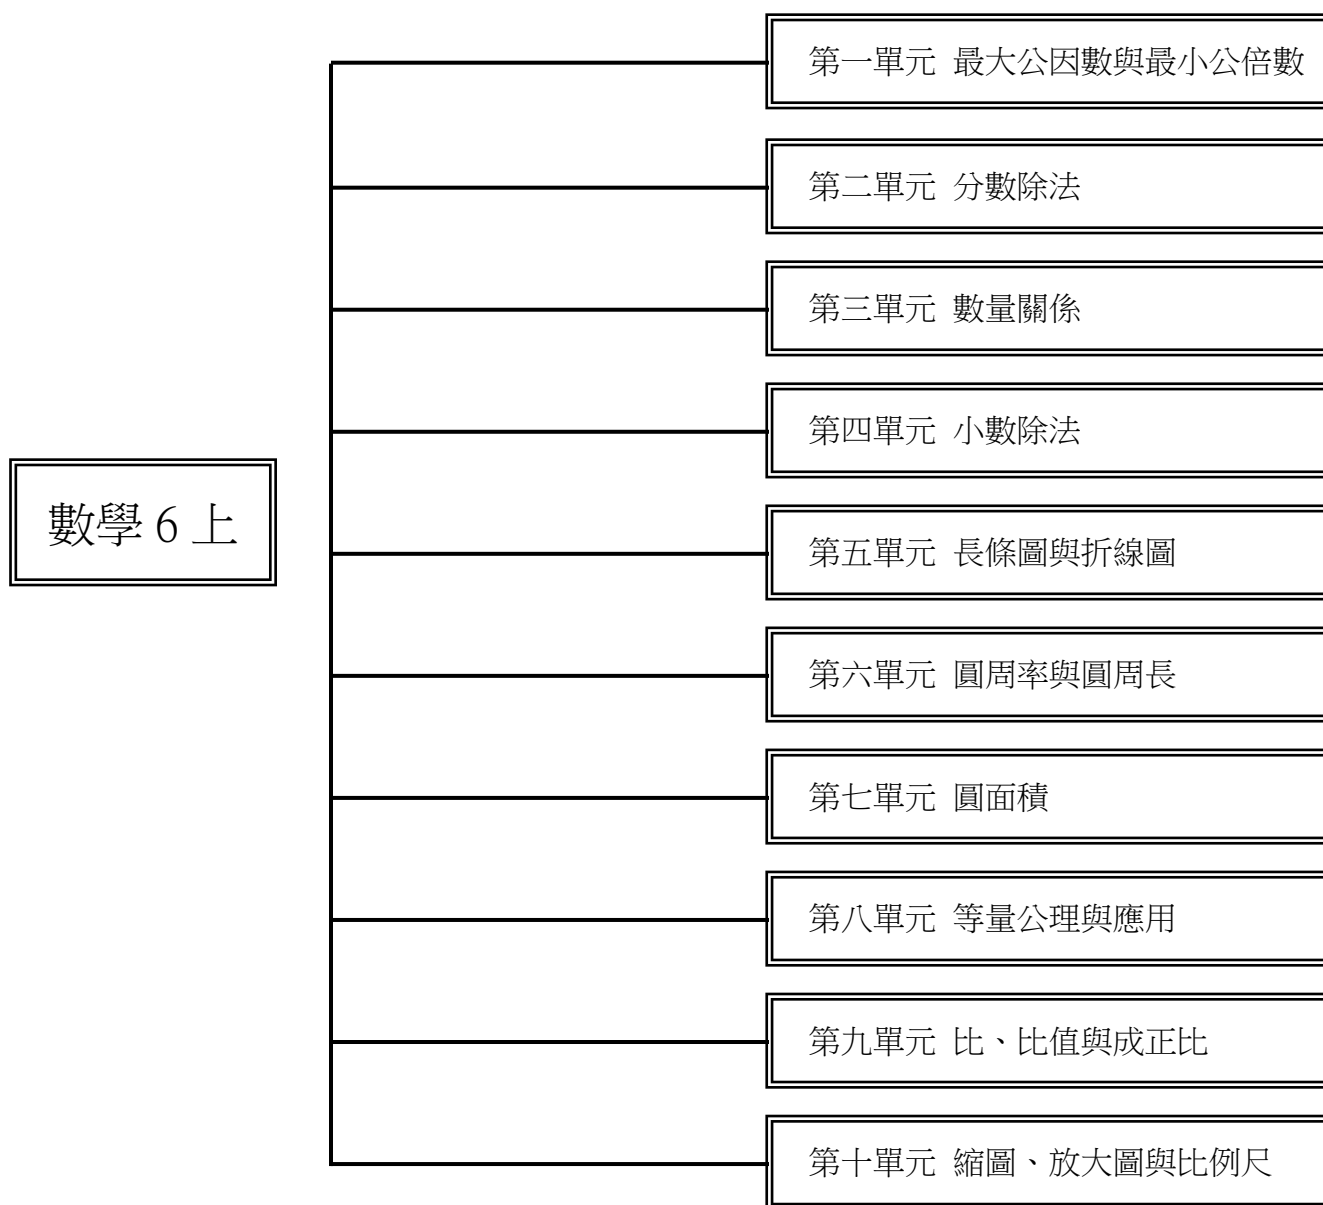 第一單元 最大公因數與最小公倍數
第二單元 分數除法
第三單元 數量關係
第四單元 小數除法
數學 6 上
第五單元 長條圖與折線圖
第六單元 圓周率與圓周長
第七單元 圓面積
第八單元 等量公理與應用
第九單元 比、比值與成正比
第十單元 縮圖、放大圖與比例尺